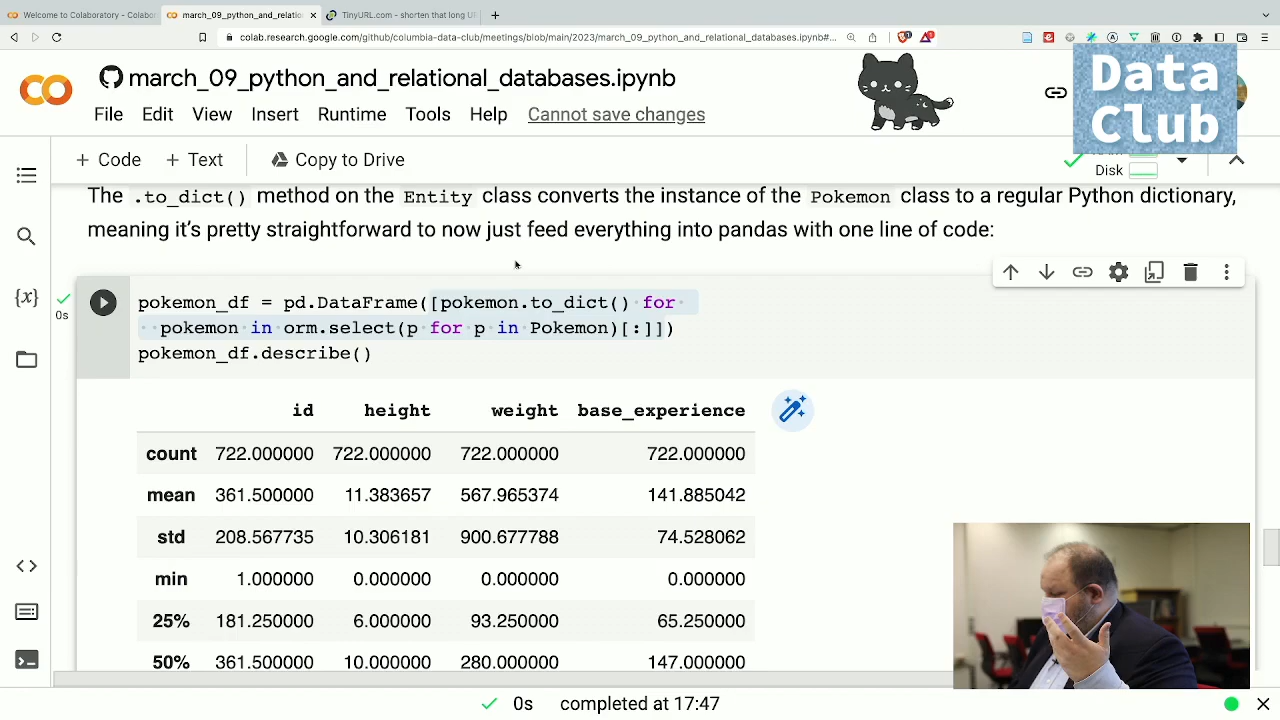 Welcome to Colaboratory - Colabor
march_09_python_and_relatio
TinyURL.com - shorten that long U
colab.research.google.com/github/columbia-data-club/meetings/blob/main/2023/march_09_python_and_relational_databases.ipynb#...
march_09_python_and_relational_databases.ipynb
File Edit View Insert Runtime Tools Help Cannot save changes
Data
Club
+ Code + Text Copy to Drive
Disk
The .to_dict() method on the Entity class converts the instance of the Pokemon class to a regular Python dictionary,
meaning it’s pretty straightforward to now just feed everything into pandas with one line of code:
{x}
0s
pokemon_df = pd.DataFrame([pokemon.to_dict() for
pokemon in orm.select(p for p in Pokemon)[:]])
pokemon_df.describe()
id height weight base_experience
count 722.000000 722.000000 722.000000 722.000000
mean 361.500000 11.383657 567.965374 141.885042
std 208.567735 10.306181 900.677788 74.528062
min 1.000000 0.000000 0.000000 0.000000
25% 181.250000 6.000000 93.250000 65.250000
50% 361.500000 10.000000 280.000000 147.000000
0s completed at 17:47